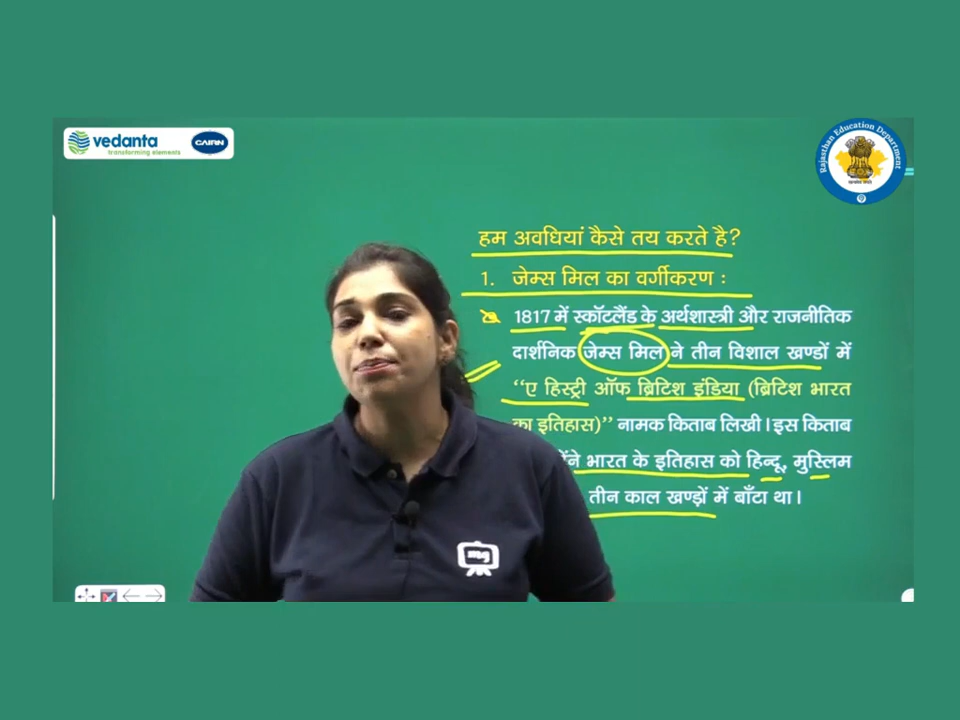 vedanta
transforming elements
CAIRN
Rajasthan Education Department
हम अवधियां कैसे तय करते है?
1. जेम्स मिल का वर्गीकरण :
1817 में स्कॉटलैंड के अर्थशास्त्री और राजनीतिक
दार्शनिक जेम्स मिल ने तीन विशाल खण्डों में
“ए हिस्ट्री ऑफ ब्रिटिश इंडिया (ब्रिटिश भारत
का इतिहास)” नामक किताब लिखी। इस किताब
भारत के इतिहास को हिन्दू, मुस्लिम
तीन काल खण्ड़ों में बाँटा था।